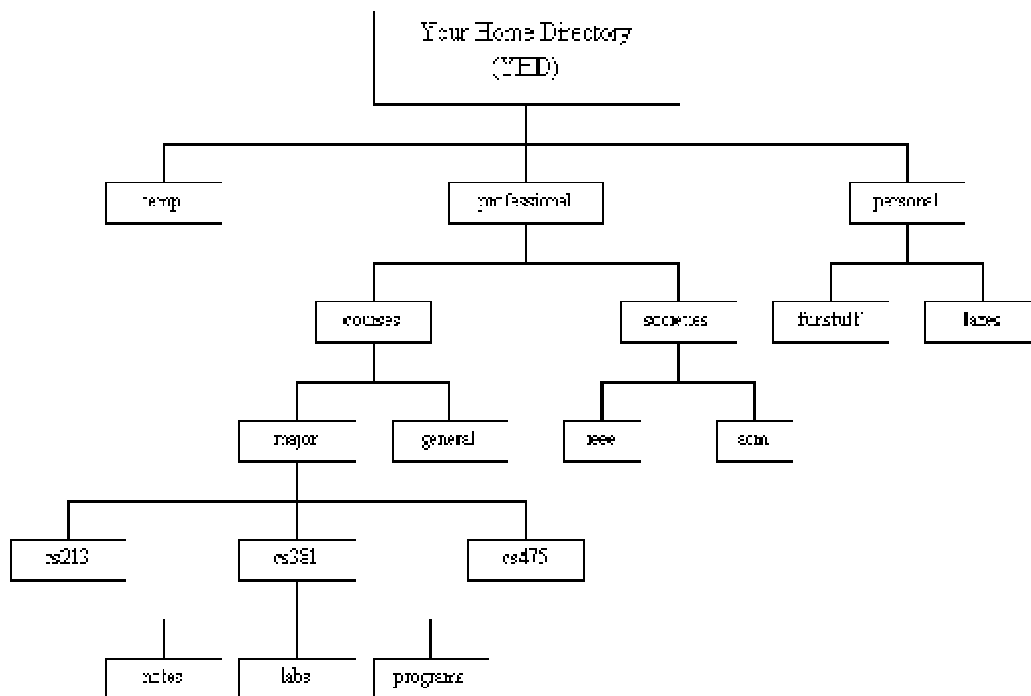 Your Home Directory
(YHD)
temp
professional
personal
courses
societies
funstuff
taxes
major
general
ieee
acm
cs213
cs381
cs475
notes
labs
programs